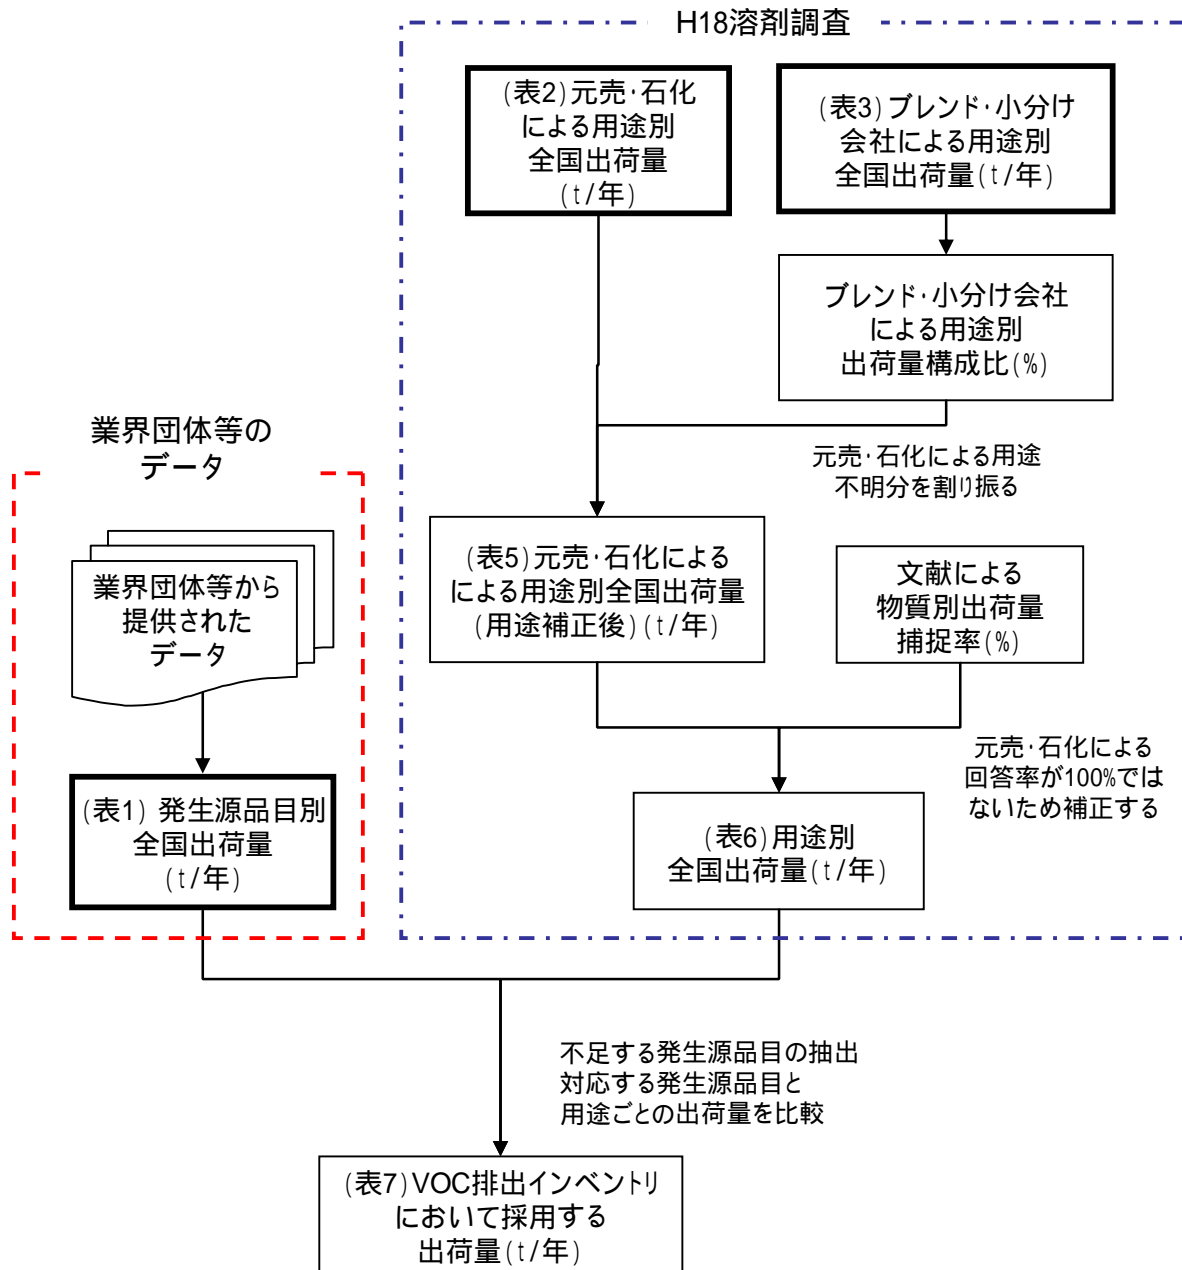 H18溶剤調査
(表2)元売・石化
による用途別
全国出荷量
(t/年)
(表3)ブレンド・小分け
会社による用途別
全国出荷量(t/年)
ブレンド・小分け会社
による用途別
出荷量構成比(%)
元売・石化による用途
不明分を割り振る
業界団体等の
データ
業界団体等から
提供された
データ
(表1) 発生源品目別
全国出荷量
(t/年)
(表5)元売・石化による
による用途別全国出荷量
(用途補正後)(t/年)
文献による
物質別出荷量
捕捉率(%)
元売・石化による
回答率が100%では
ないため補正する
(表6)用途別
全国出荷量(t/年)
不足する発生源品目の抽出
対応する発生源品目と
用途ごとの出荷量を比較
(表7)VOC排出インベントリ
において採用する
出荷量(t/年)